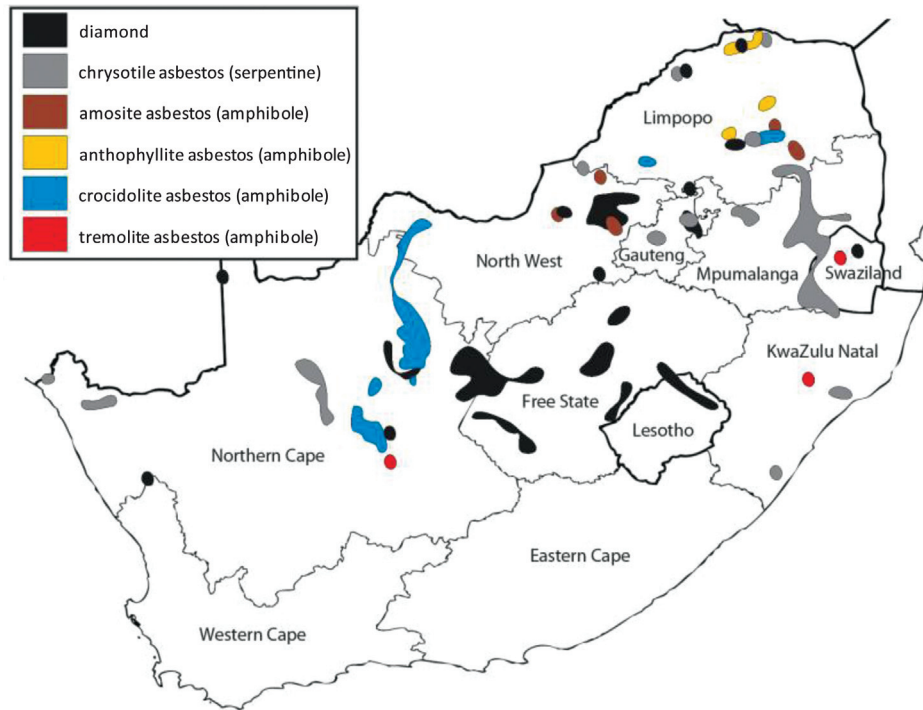 diamond
chrysotile asbestos (serpentine)
amosite asbestos (amphibole)
anthophyllite asbestos (amphibole)
crocidolite asbestos (amphibole)
tremolite asbestos (amphibole)
Limpopo
North West
Gauteng
Mpumalanga
Swaziland
KwaZulu Natal
Free State
Lesotho
Northern Cape
Eastern Cape
Western Cape